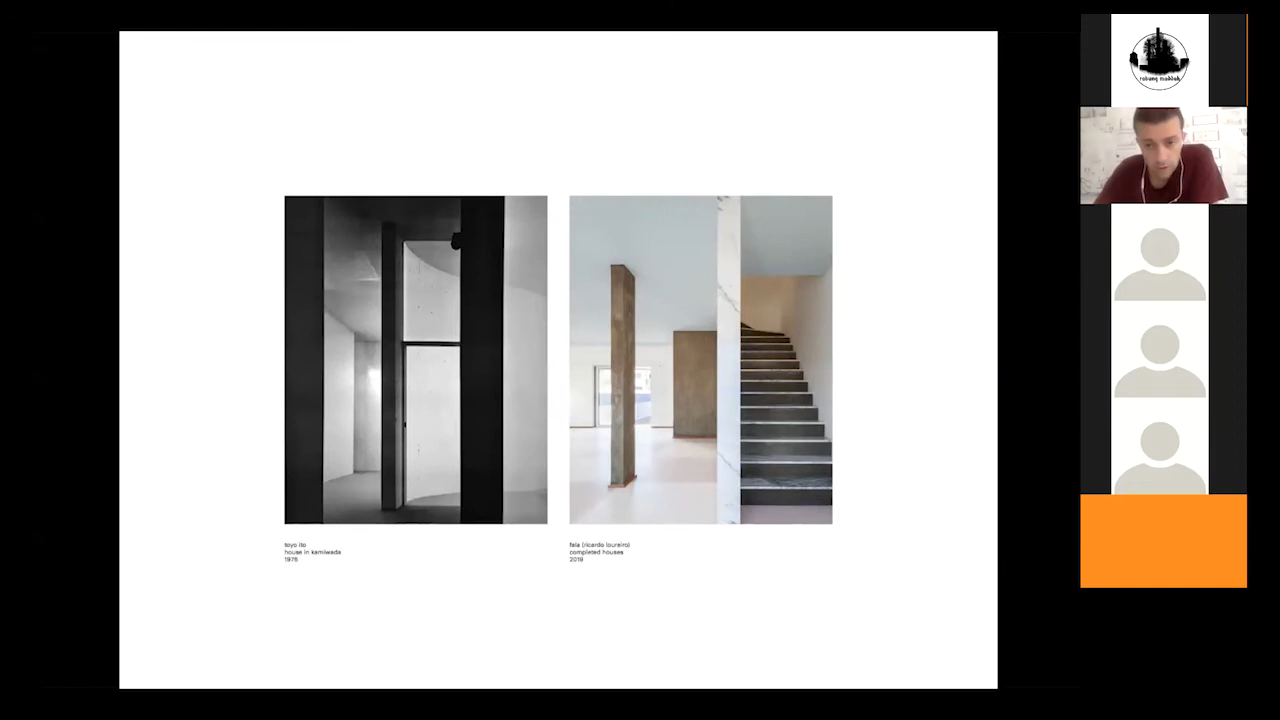 toyo ito
house in kamiwada
1976
fala (ricardo loureiro)
completed houses
2019